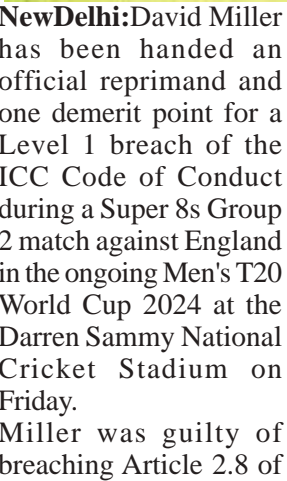 NewDelhi:David Miller
has been handed an
official reprimand and
one demerit point for a
Level 1 breach of the
ICC Code of Conduct
during a Super 8s Group
2 match against England
in the ongoing Men's T20
World Cup 2024 at the
Darren Sammy National
Cricket Stadium on
Friday.
Miller was guilty of
breaching Article 2.8 of